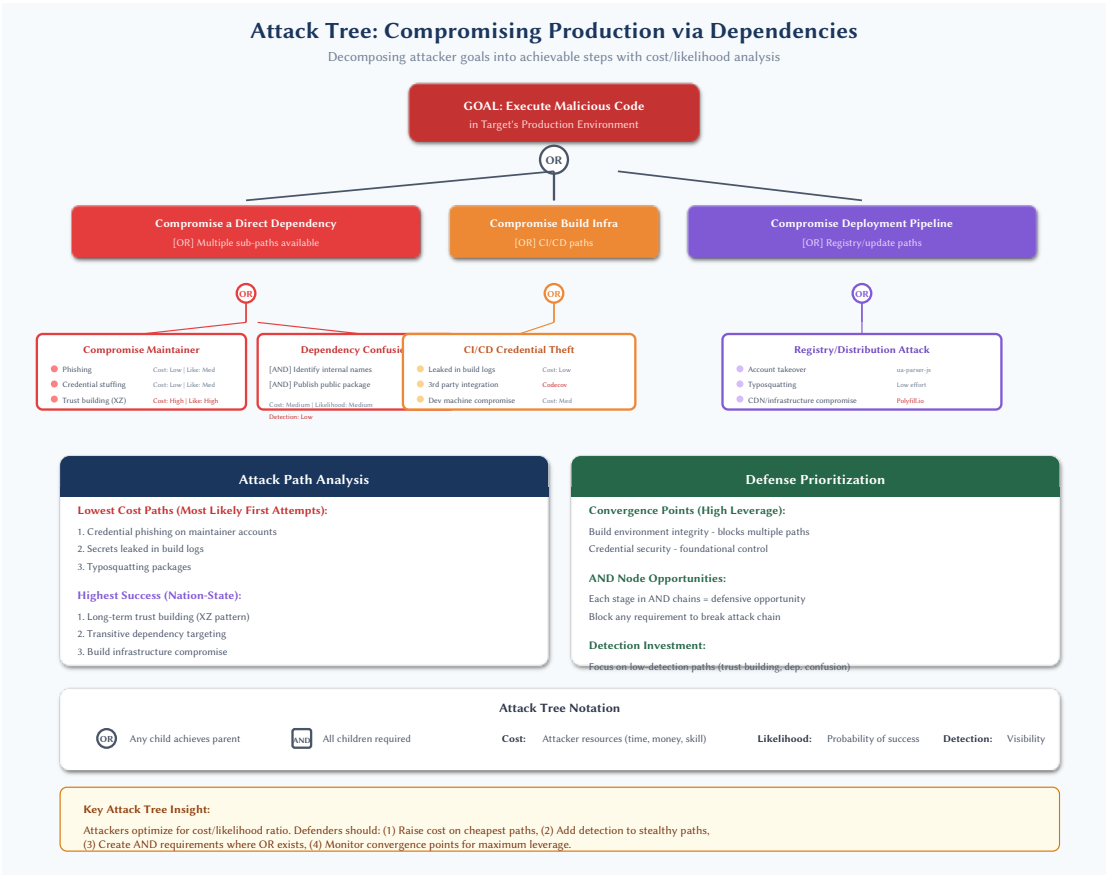 Attack Tree: Compromising Production via Dependencies
Decomposing attacker goals into achievable steps with cost/likelihood analysis
GOAL: Execute Malicious Code
in Target's Production Environment
OR
Compromise a Direct Dependency
[OR] Multiple sub-paths available
Compromise Build Infra
[OR] CI/CD paths
Compromise Deployment Pipeline
[OR] Registry/update paths
OR
OR
OR
Compromise Maintainer
Phishing Cost: Low | Like: Med
Credential stuffing Cost: Low | Like: Med
Trust building (XZ) Cost: High | Like: High
Dependency Confusi
[AND] Identify internal names
[AND] Publish public package
Cost: Medium | Likelihood: Medium
Detection: Low
CI/CD Credential Theft
Leaked in build logs Cost: Low
3rd party integration Codecov
Dev machine compromise Cost: Med
Registry/Distribution Attack
Account takeover ua-parser-js
Typosquatting Low effort
CDN/infrastructure compromise Polyfill.io
Attack Path Analysis
Lowest Cost Paths (Most Likely First Attempts):
1. Credential phishing on maintainer accounts
2. Secrets leaked in build logs
3. Typosquatting packages
Highest Success (Nation-State):
1. Long-term trust building (XZ pattern)
2. Transitive dependency targeting
3. Build infrastructure compromise
Defense Prioritization
Convergence Points (High Leverage):
Build environment integrity - blocks multiple paths
Credential security - foundational control
AND Node Opportunities:
Each stage in AND chains = defensive opportunity
Block any requirement to break attack chain
Detection Investment:
Focus on low-detection paths (trust building, dep. confusion)
Attack Tree Notation
OR Any child achieves parent
AND All children required
Cost: Attacker resources (time, money, skill)
Likelihood: Probability of success
Detection: Visibility
Key Attack Tree Insight:
Attackers optimize for cost/likelihood ratio. Defenders should: (1) Raise cost on cheapest paths, (2) Add detection to stealthy paths,
(3) Create AND requirements where OR exists, (4) Monitor convergence points for maximum leverage.